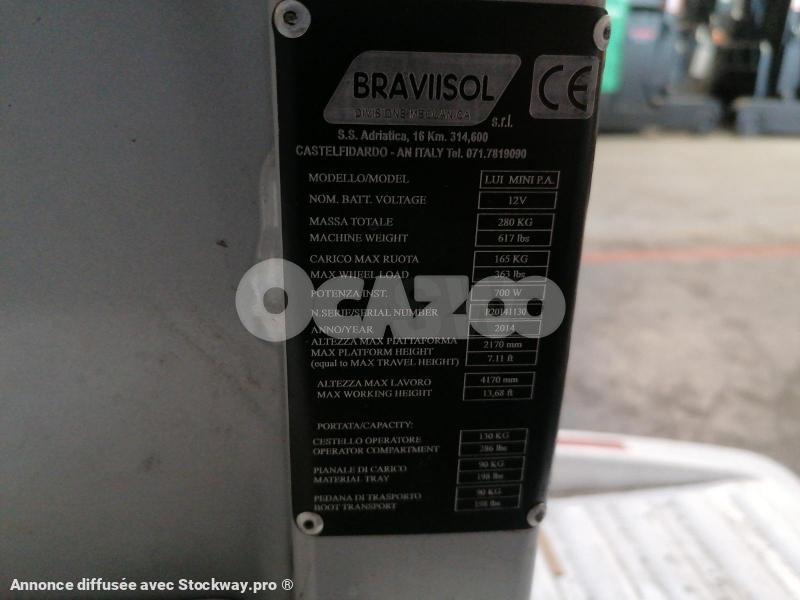 BRAVIISOL
DIVISIONE MECCANICA
s.r.l.
CE
S.S. Adriatica, 16 Km. 314,600
CASTELFIDARDO - AN ITALY Tel. 071.7819090
MODELLO/MODEL LUI MINI P.A.
NOM. BATT. VOLTAGE 12V
MASSA TOTALE 280 KG
MACHINE WEIGHT 617 lbs
CARICO MAX RUOTA 165 KG
MAX WHEEL LOAD 363 lbs
POTENZA INST. 700 W
N.SERIE/SERIAL NUMBER P20141130
ANNO/YEAR 2014
ALTEZZA MAX PIATTAFORMA 2170 mm
MAX PLATFORM HEIGHT 7.11 ft
(equal to MAX TRAVEL HEIGHT)
ALTEZZA MAX LAVORO 4170 mm
MAX WORKING HEIGHT 13,68 ft
PORTATA/CAPACITY:
CESTELLO OPERATORE 130 KG
OPERATOR COMPARTMENT 286 lbs
PIANALE DI CARICO 90 KG
MATERIAL TRAY 198 lbs
PEDANA DI TRASPORTO 90 KG
BOOT TRANSPORT 198 lbs
OCAZOO
Annonce diffusée avec Stockway.pro ®